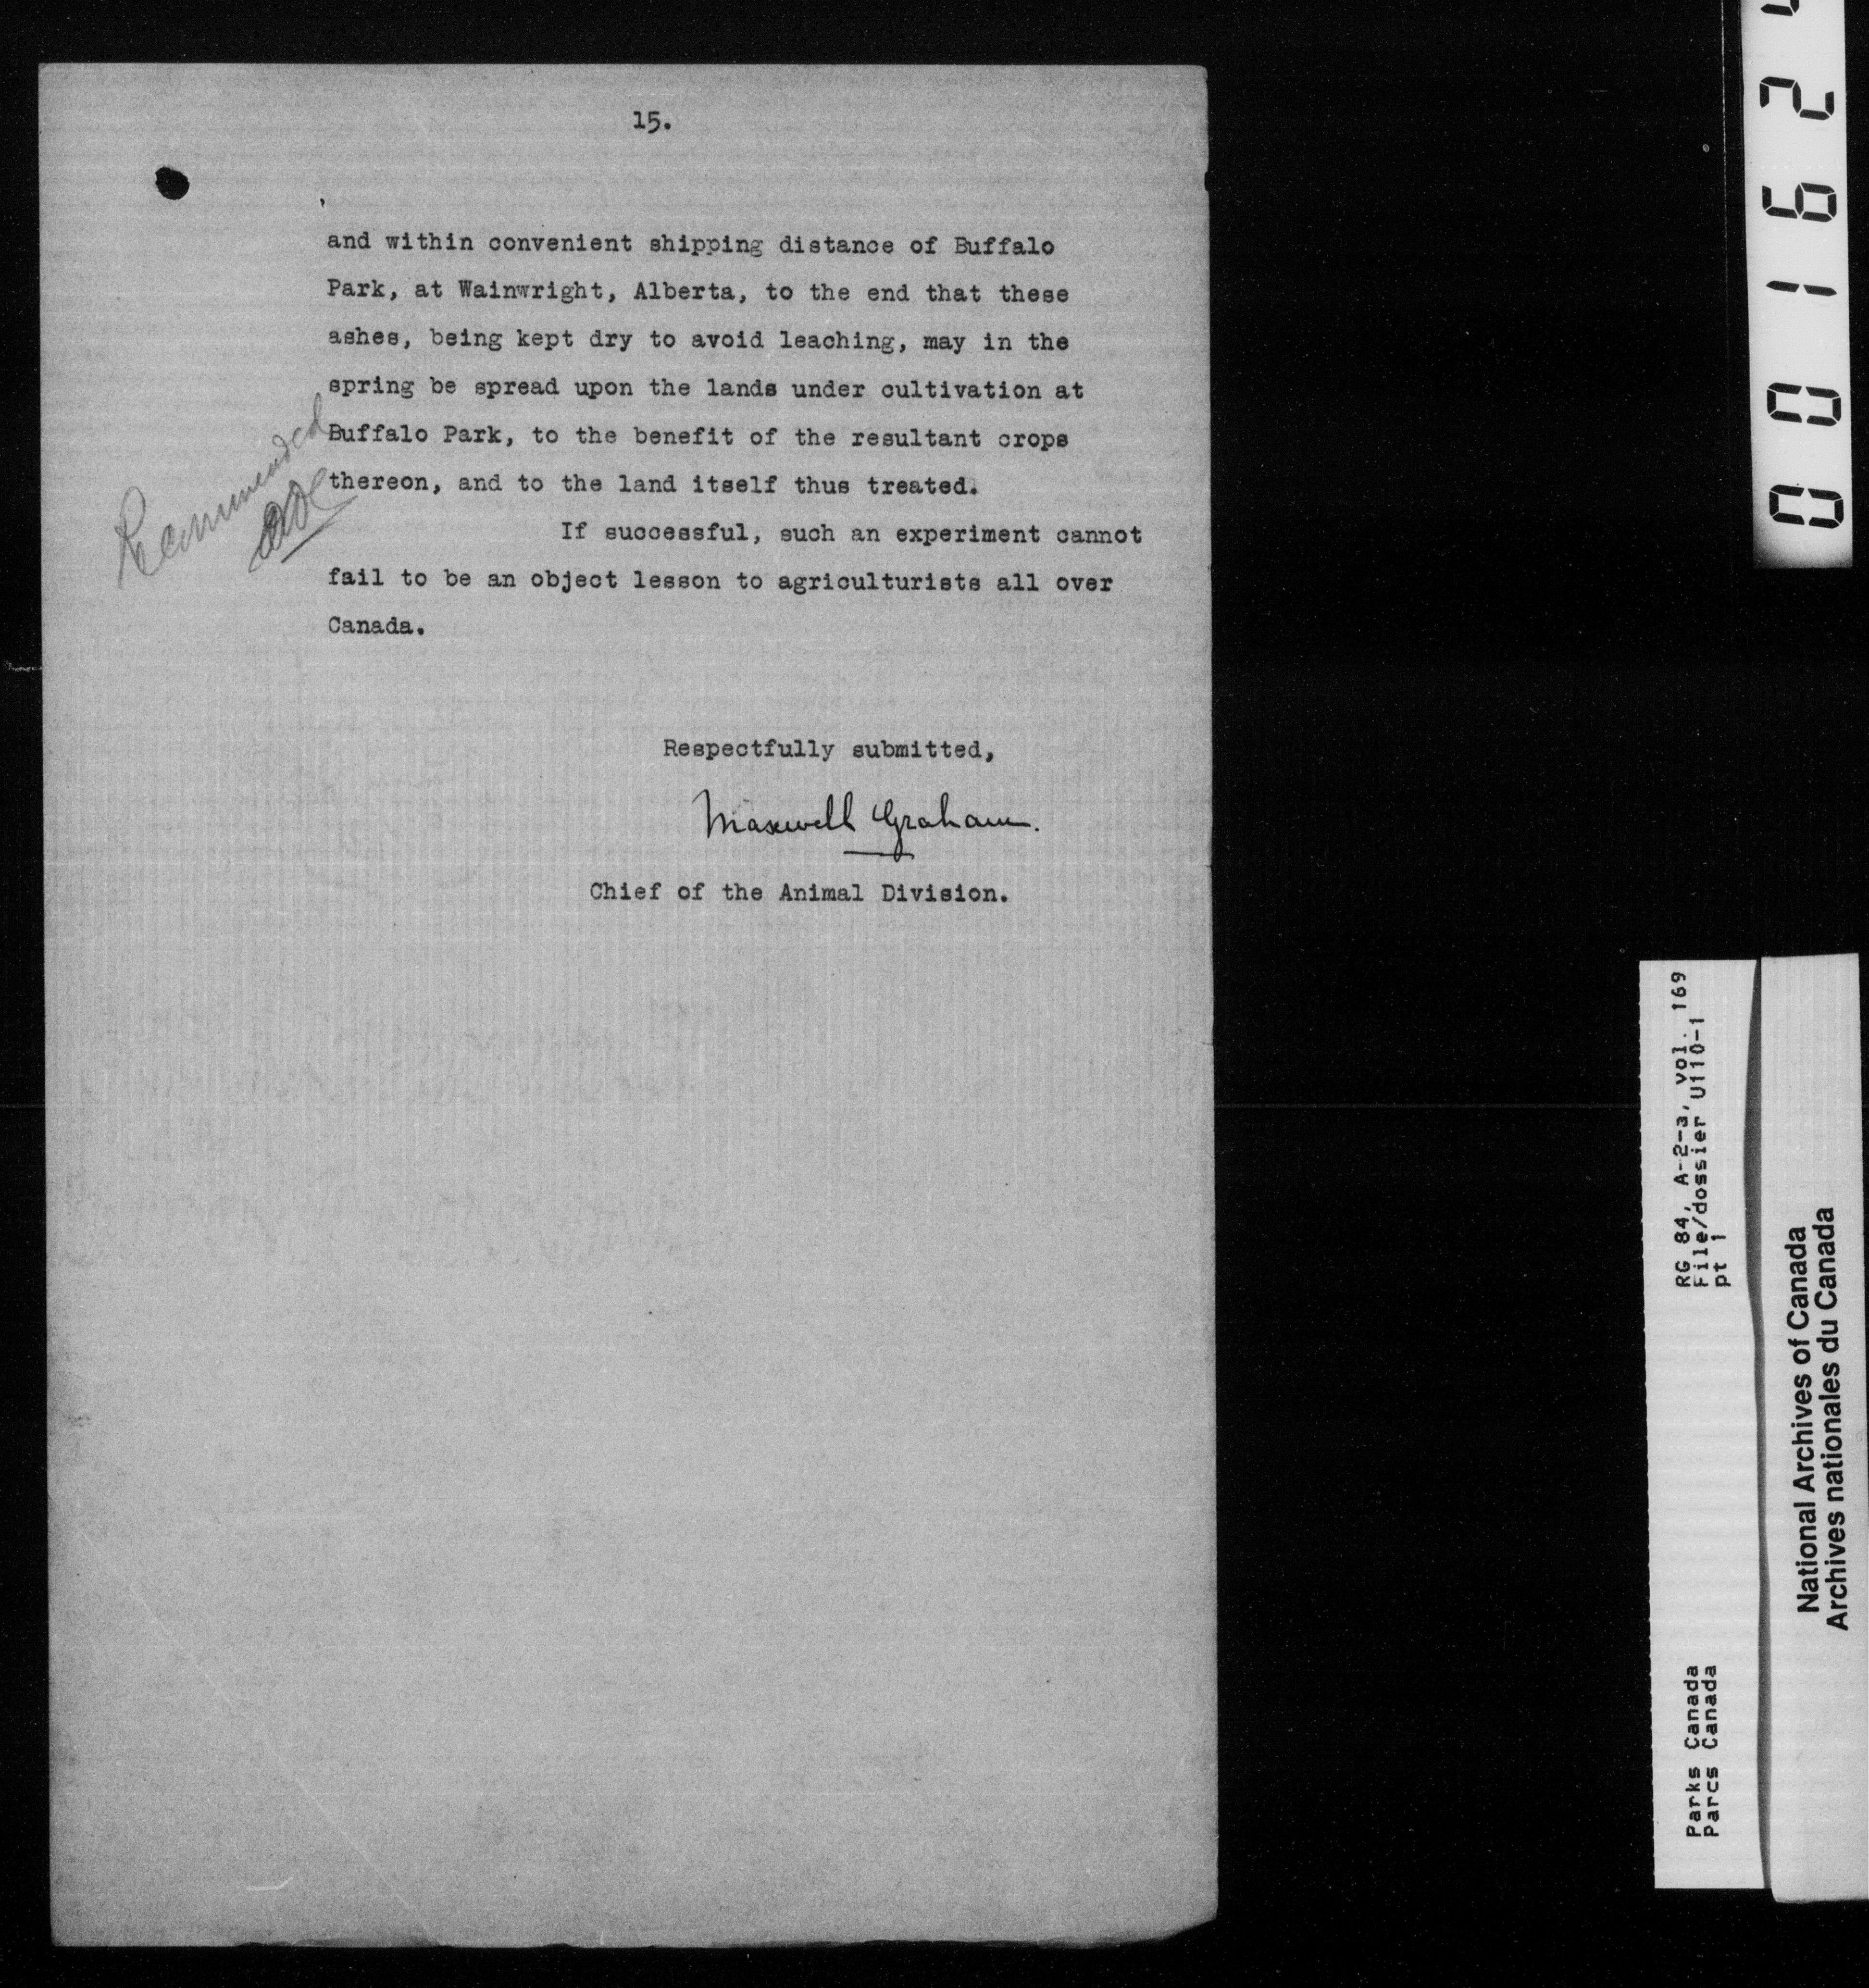 15.
and within convenient shipping distance of Buffalo
Park, at Wainwright, Alberta, to the end that these
ashes, being kept dry to avoid leaching, may in the
spring be spread upon the lands under cultivation at
Buffalo Park, to the benefit of the resultant crops
thereon, and to the land itself thus treated.
Recommended
If successful, such an experiment cannot
fail to be an object lesson to agriculturists all over
Canada.
Respectfully submitted,
Maxwell Graham.
Chief of the Animal Division.
001624
RG 84, A-2-a, vol. 169
File/dossier U110-1
pt 1
Parks Canada
Parcs Canada
National Archives of Canada
Archives nationales du Canada